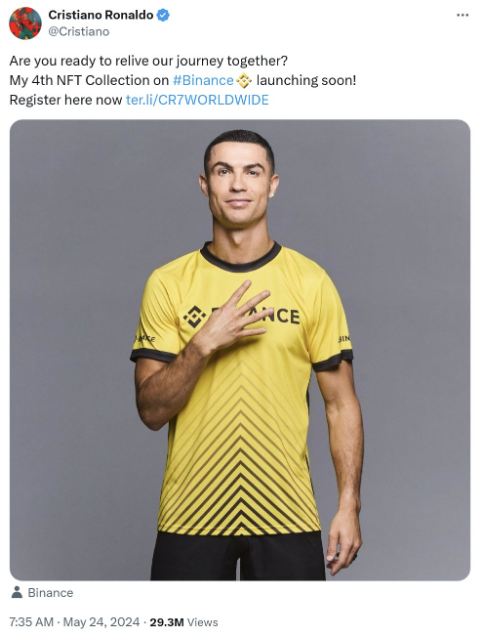 Cristiano Ronaldo
@Cristiano
Are you ready to relive our journey together?
My 4th NFT Collection on #Binance launching soon!
Register here now ter.li/CR7WORLDWIDE
Binance
7:35 AM · May 24, 2024 · 29.3M Views